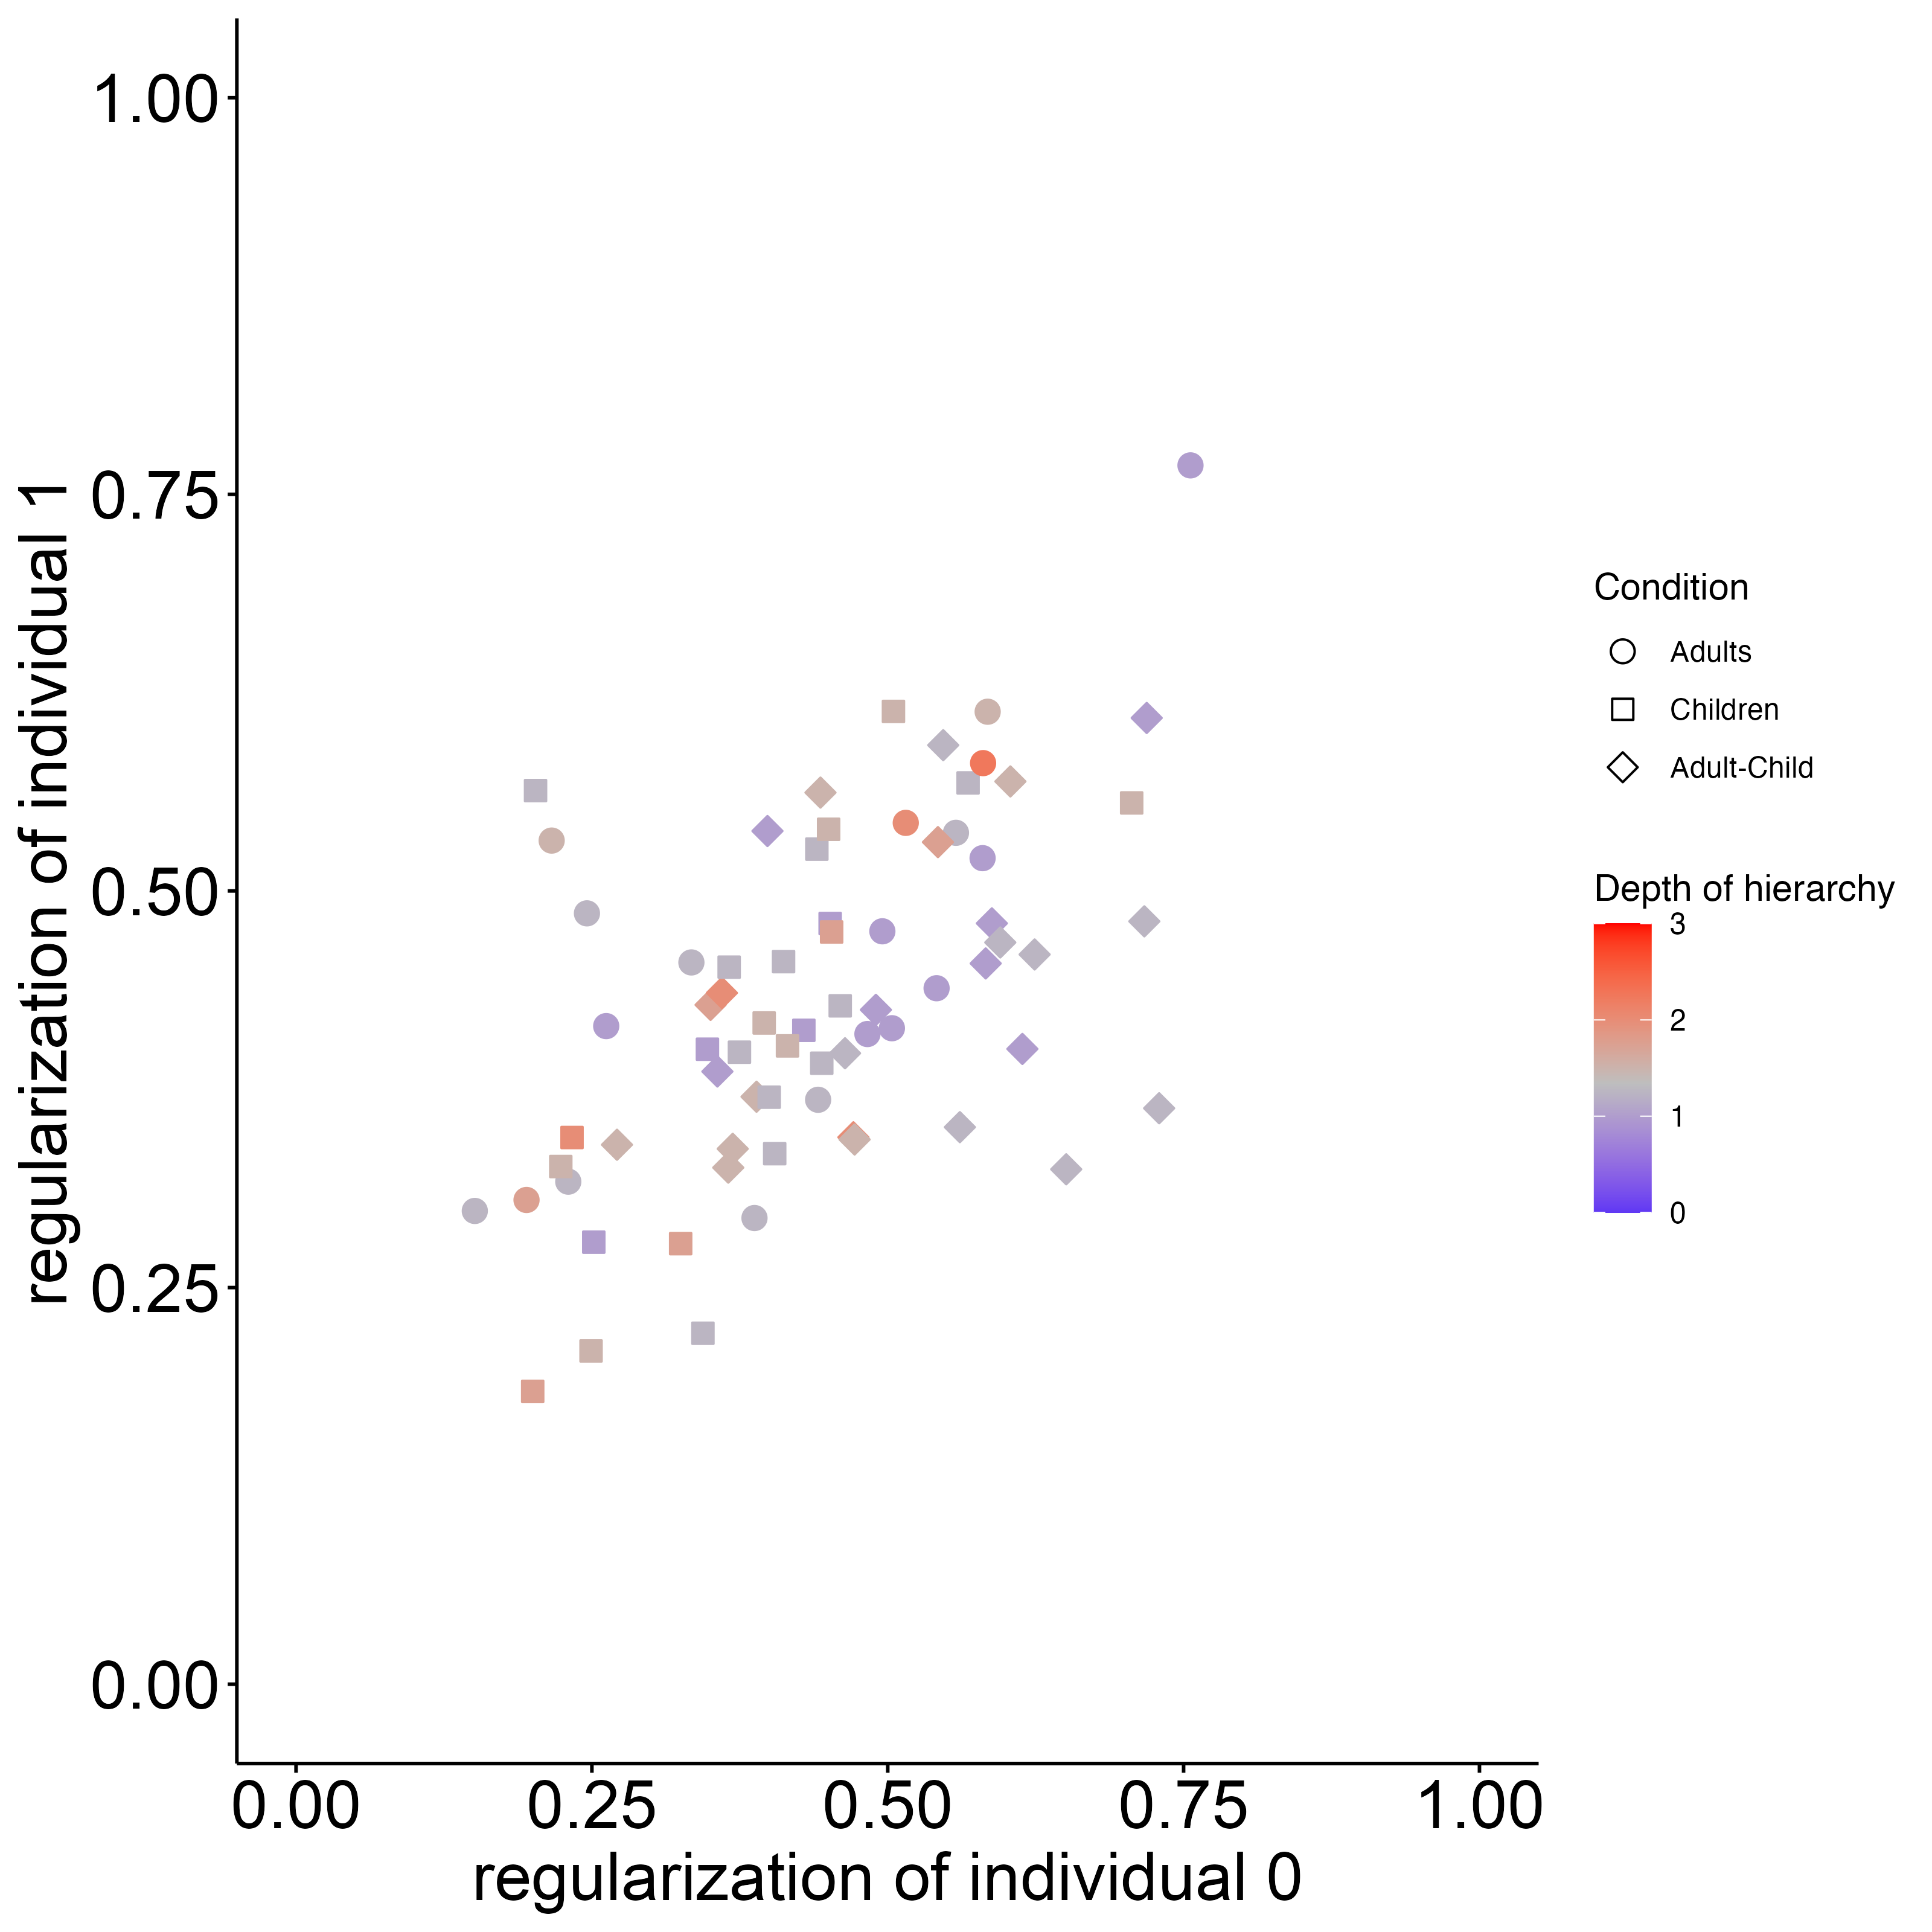 1.00
0.75
0.50
0.25
0.00
regularization of individual 1
0.00 0.25 0.50 0.75 1.00
regularization of individual 0
Condition
Adults
Children
Adult-Child
Depth of hierarchy
3
2
1
0